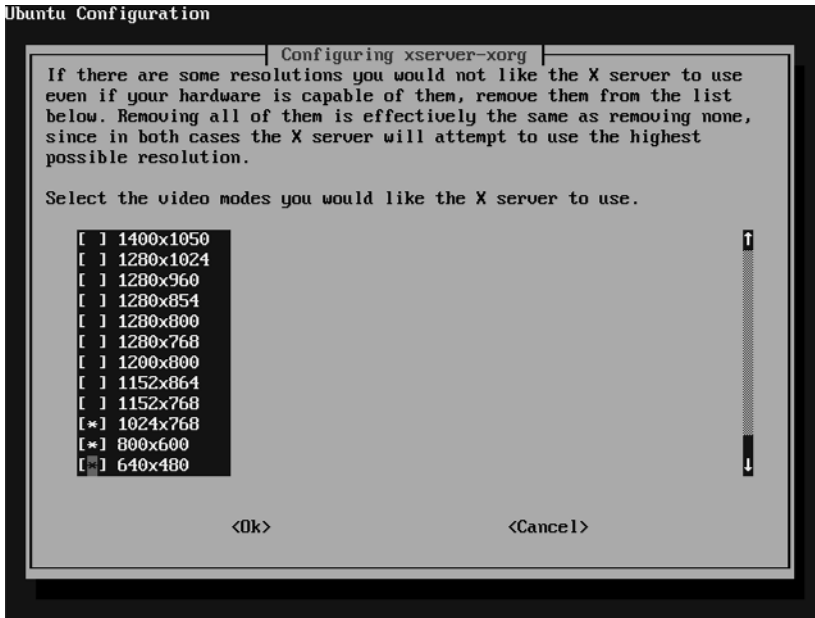 Ubuntu Configuration
Configuring xserver-xorg
If there are some resolutions you would not like the X server to use
even if your hardware is capable of them, remove them from the list
below. Removing all of them is effectively the same as removing none,
since in both cases the X server will attempt to use the highest
possible resolution.
Select the video modes you would like the X server to use.
[ ] 1400x1050
[ ] 1280x1024
[ ] 1280x960
[ ] 1280x854
[ ] 1280x800
[ ] 1280x768
[ ] 1200x800
[ ] 1152x864
[ ] 1152x768
[*] 1024x768
[*] 800x600
[*] 640x480
<Ok> <Cancel>